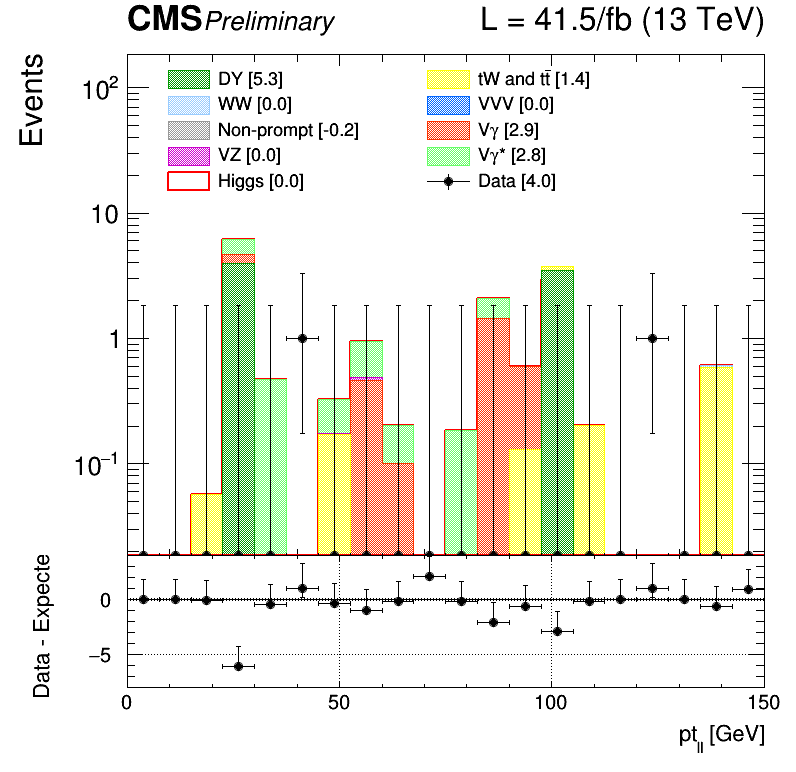 CMS Preliminary L = 41.5/fb (13 TeV)
Events
DY [5.3] tW and tt̄ [1.4]
WW [0.0] VVV [0.0]
Non-prompt [-0.2] Vγ [2.9]
VZ [0.0] Vγ* [2.8]
Higgs [0.0] Data [4.0]
10²
10
1
10⁻¹
Data - Expecte
0
−5
0 50 100 150
pt_ll [GeV]